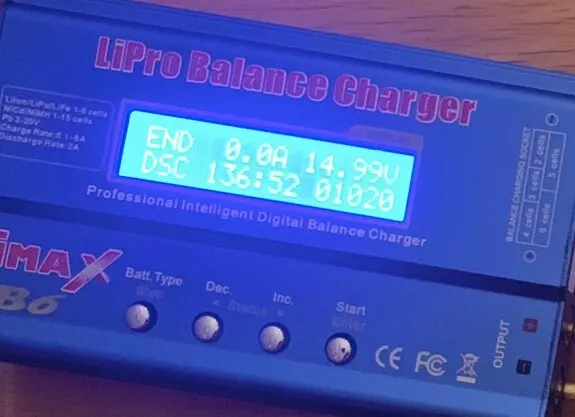 LiPro Balance Charger
LiIon/LiPo/LiFe 1-6 cells
NiCd/NiMH 1-15 cells
Pb 2-20V
Charge Rate:0.1-6A
Discharge Rate:2A
END 0.0A 14.99V
DSC 136:52 01020
Professional Intelligent Digital Balance Charger
BALANCE CHARGING SOCKET
2 cells
3 cells
4 cells
5 cells
6 cells
iMAX
B6
Batt. Type
Stop
Dec.
Inc.
< Status >
Start
Enter
CE FC
OUTPUT
+
-